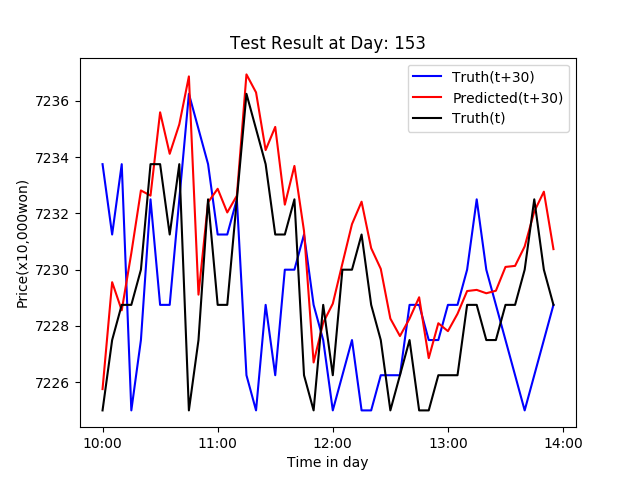 Test Result at Day: 153
Truth(t+30)
Predicted(t+30)
Truth(t)
Price(x10,000won)
7236
7234
7232
7230
7228
7226
10:00 11:00 12:00 13:00 14:00
Time in day